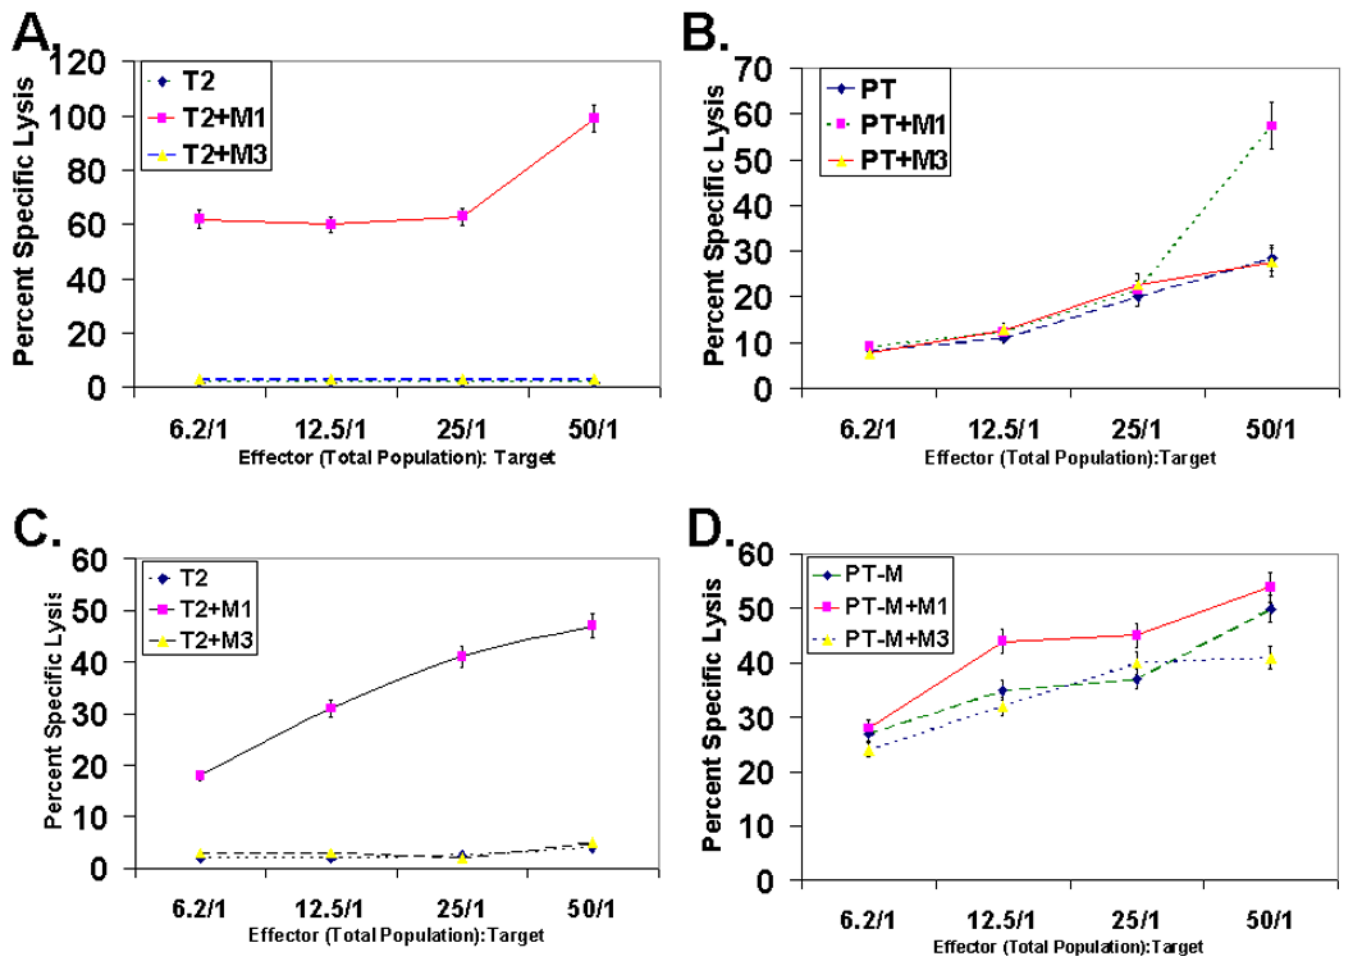 A.
Percent Specific Lysis
120
100
80
60
40
20
0
T2
T2+M1
T2+M3
6.2/1 12.5/1 25/1 50/1
Effector (Total Population): Target
B.
Percent Specific Lysis
70
60
50
40
30
20
10
0
PT
PT+M1
PT+M3
6.2/1 12.5/1 25/1 50/1
Effector (Total Population):Target
C.
Percent Specific Lysis
60
50
40
30
20
10
0
T2
T2+M1
T2+M3
6.2/1 12.5/1 25/1 50/1
Effector (Total Population):Target
D.
Percent Specific Lysis
60
50
40
30
20
10
0
PT-M
PT-M+M1
PT-M+M3
6.2/1 12.5/1 25/1 50/1
Effector (Total Population):Target